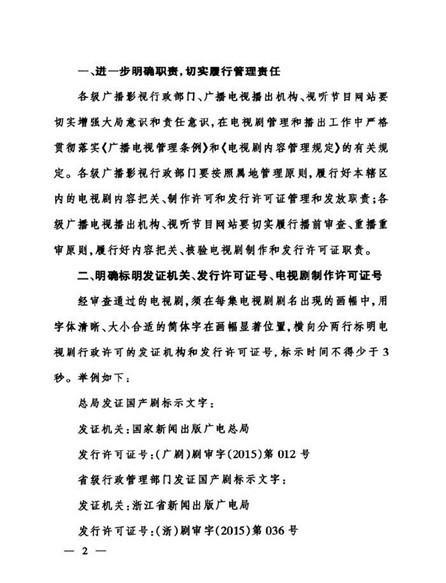 一、进一步明确职责,切实履行管理责任
各级广播影视行政部门、广播电视播出机构、视听节目网站要
切实增强大局意识和责任意识,在电视剧管理和播出工作中严格
贯彻落实《广播电视管理条例》和《电视剧内容管理规定》的有关规
定。各级广播影视行政部门要按照属地管理原则,履行好本辖区
内的电视剧内容把关、制作许可和发行许可证管理和发放职责;各
级广播电视播出机构、视听节目网站要切实履行播前审查、重播重
审原则,履行好内容把关、核验电视剧制作和发行许可证职责。
二、明确标明发证机关、发行许可证号、电视剧制作许可证号
经审查通过的电视剧,须在每集电视剧剧名出现的画幅中,用
字体清晰、大小合适的简体字在画幅显著位置,横向分两行标明电
视剧行政许可的发证机构和发行许可证号,标示时间不得少于3
秒。举例如下:
总局发证国产剧标示文字:
发证机关:国家新闻出版广电总局
发行许可证号:(广剧)剧审字(2015)第012号
省级行政管理部门发证国产剧标示文字:
发证机关:浙江省新闻出版广电局
发行许可证号:(浙)剧审字(2015)第036号
— 2 —